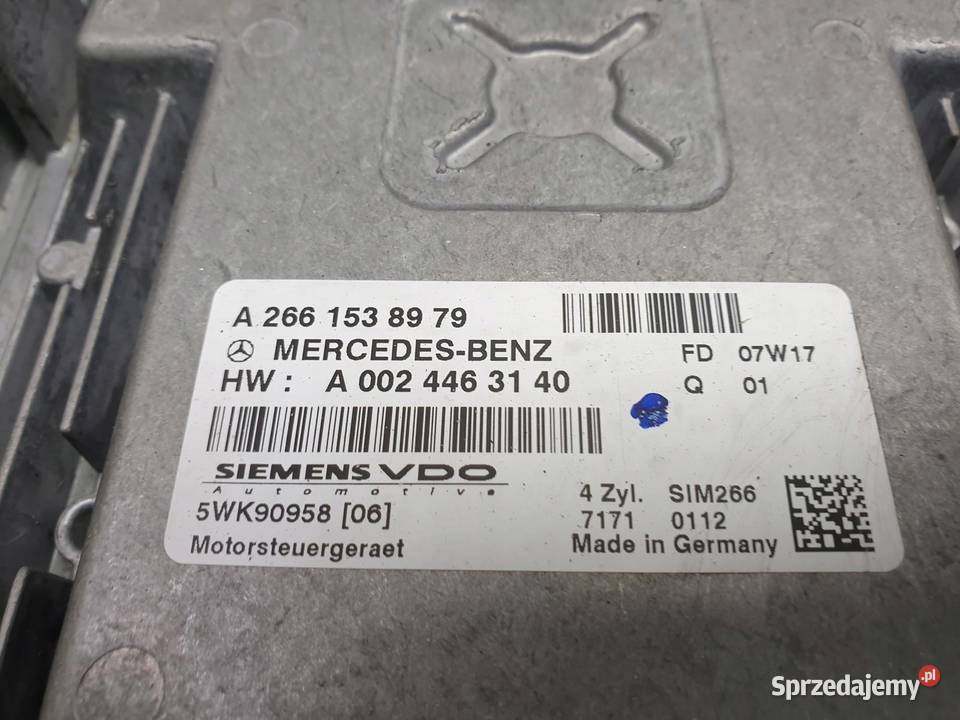 A 266 153 89 79
MERCEDES-BENZ FD 07W17
HW : A 002 446 31 40 Q 01
SIEMENS VDO
Automotive
4 Zyl. SIM266
5WK90958 [06] 7171 0112
Motorsteuergeraet Made in Germany
Sprzedajemy.pl